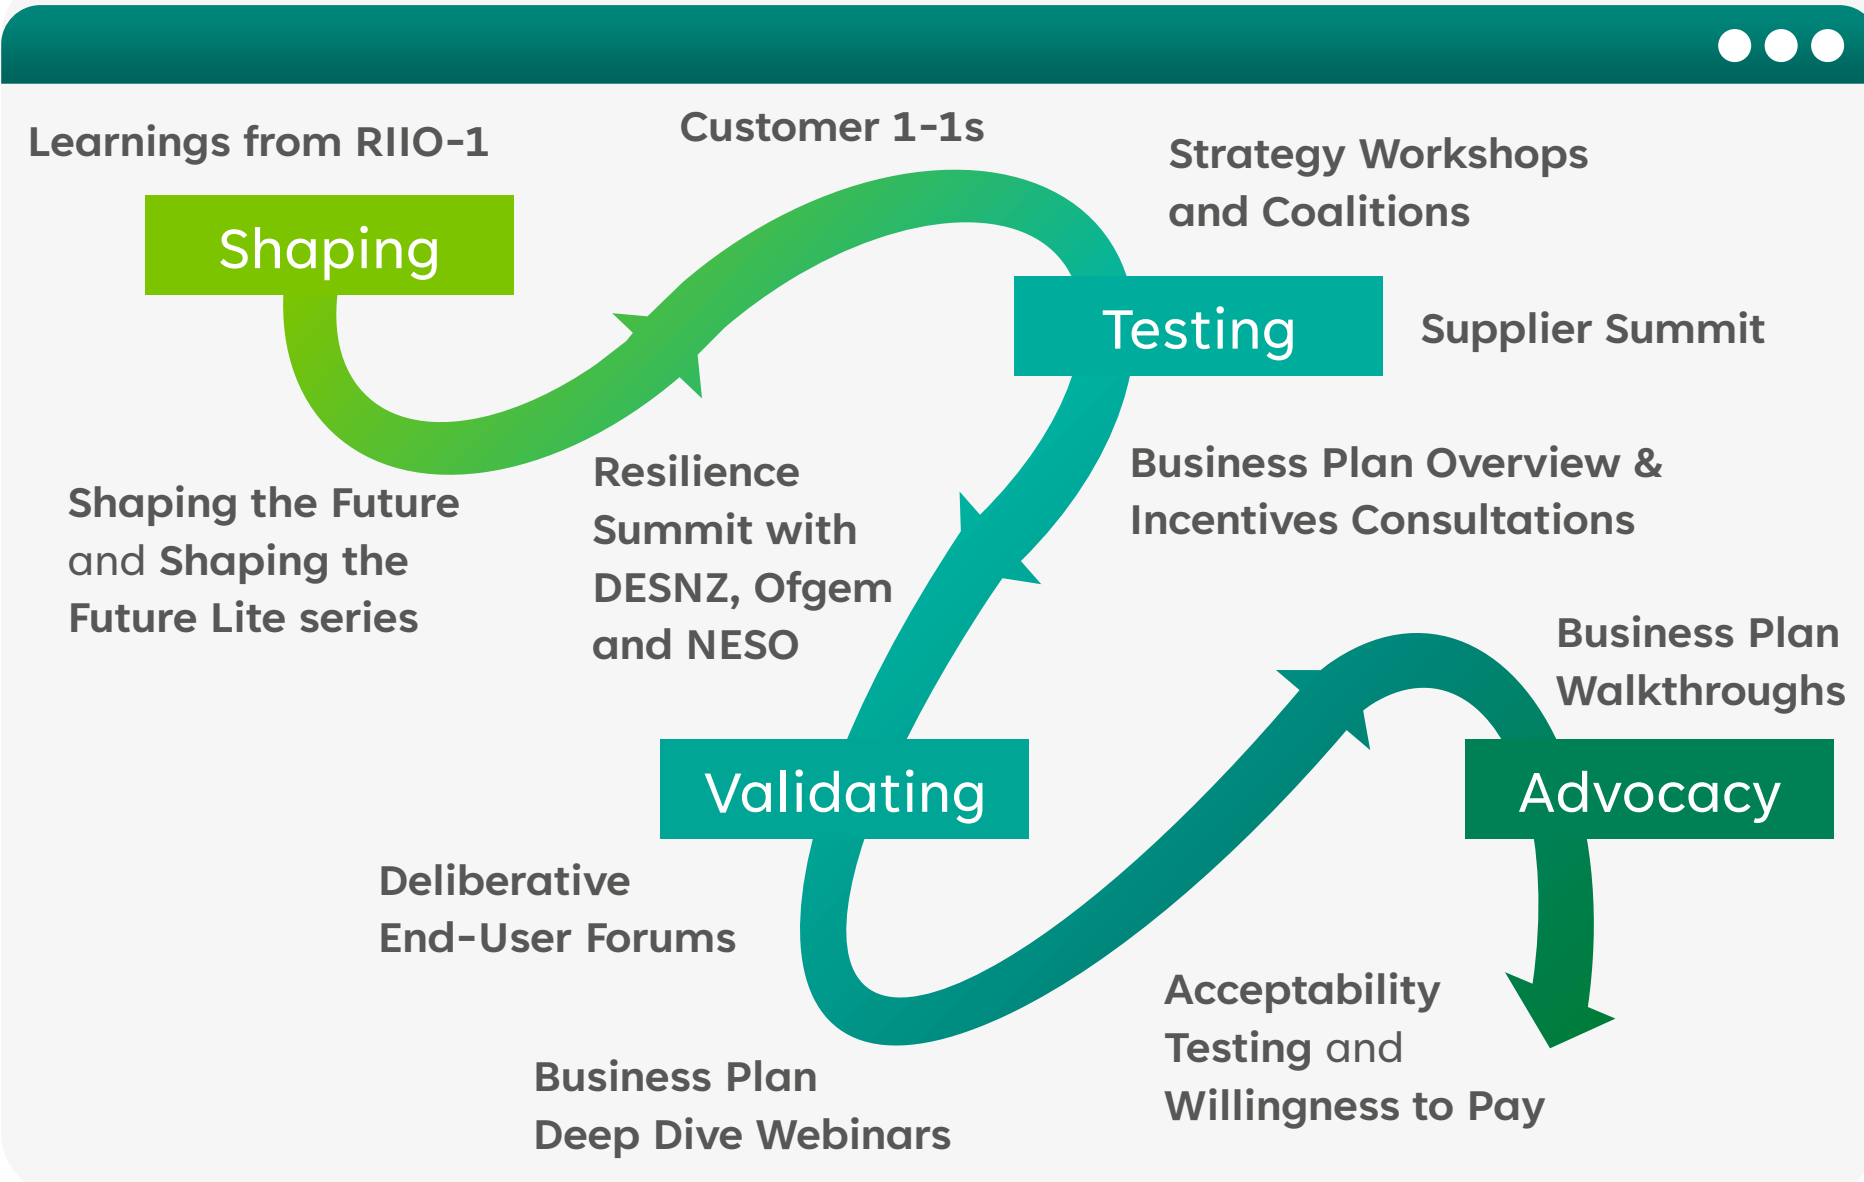 Learnings from RIIO-1
Shaping
Shaping the Future
and Shaping the
Future Lite series
Customer 1-1s
Resilience
Summit with
DESNZ, Ofgem
and NESO
Strategy Workshops
and Coalitions
Testing
Supplier Summit
Business Plan Overview &
Incentives Consultations
Validating
Deliberative
End-User Forums
Business Plan
Deep Dive Webinars
Business Plan
Walkthroughs
Advocacy
Acceptability
Testing and
Willingness to Pay